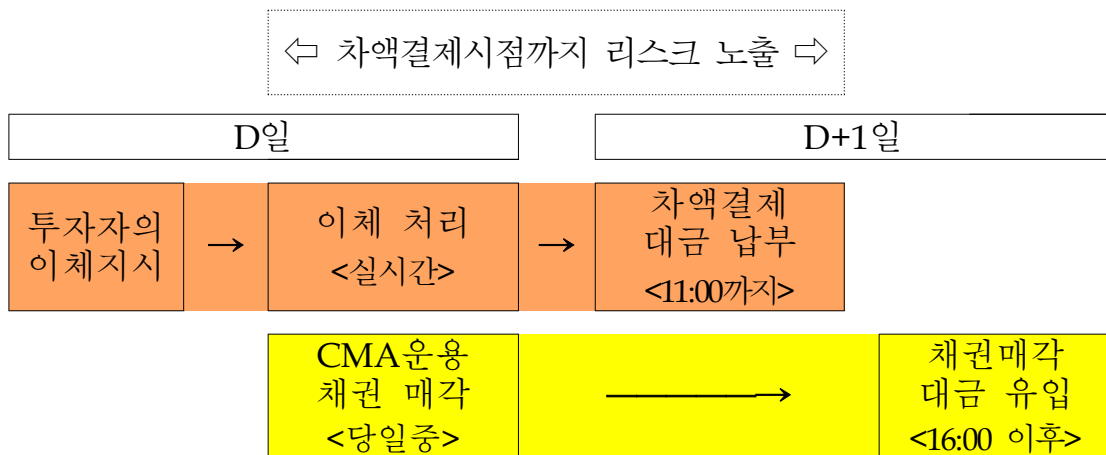 ⇦ 차액결제시점까지 리스크 노출 ⇨
D일
D+1일
투자자의
이체지시
→
이체 처리
<실시간>
→
차액결제
대금 납부
<11:00까지>
CMA운용
채권 매각
<당일중>
→
채권매각
대금 유입
<16:00 이후>